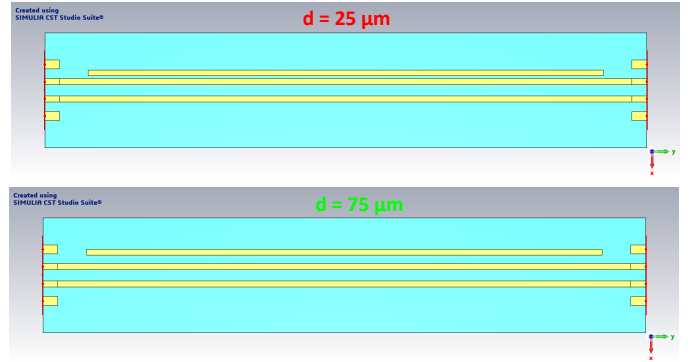 Created using
SIMULIA CST Studio Suite®
d = 25 µm
y
x
Created using
SIMULIA CST Studio Suite®
d = 75 µm
y
x